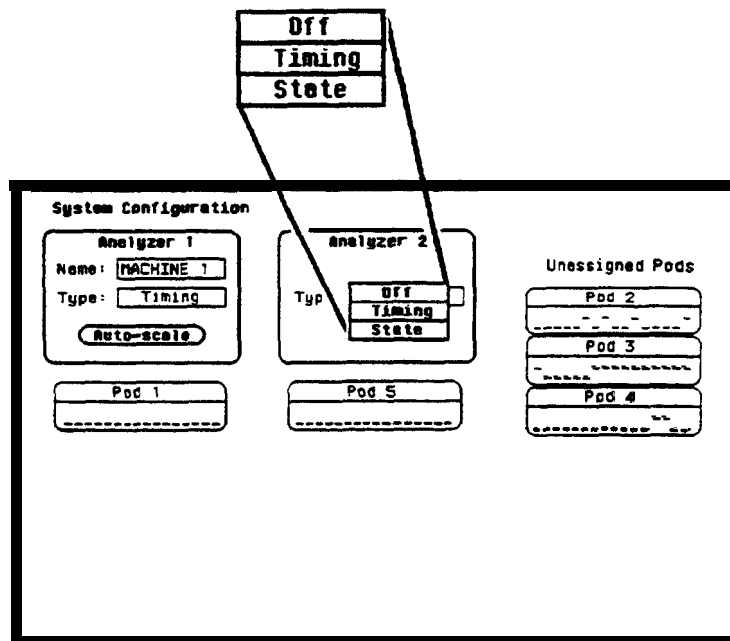 Off
Timing
State
System Configuration
Analyzer 1
Name: MACHINE 1
Type: Timing
Auto-scale
Pod 1
Analyzer 2
Typ
Off
Timing
State
Pod 5
Unassigned Pods
Pod 2
Pod 3
Pod 4